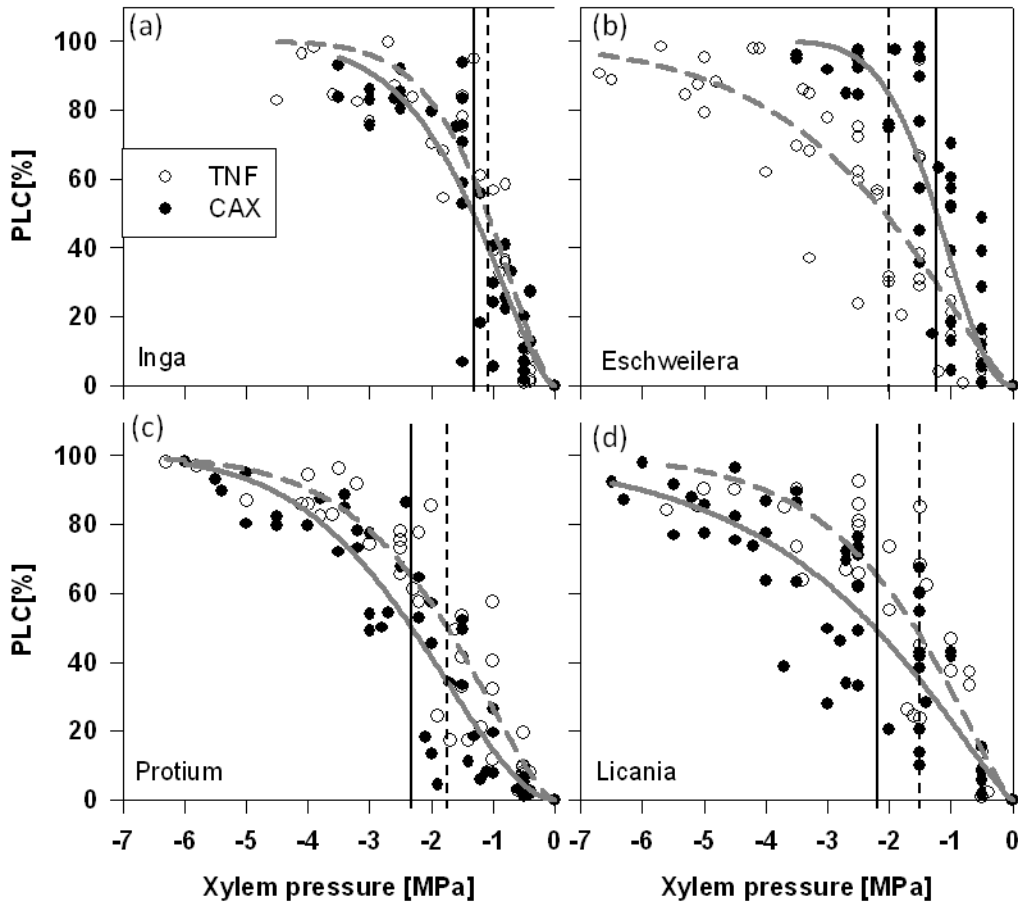 (a)
(b)
PLC[%]
100
80
60
40
20
0
TNF
CAX
Inga
Eschweilera
(c)
(d)
PLC[%]
100
80
60
40
20
0
Protium
Licania
-7 -6 -5 -4 -3 -2 -1 0
-7 -6 -5 -4 -3 -2 -1 0
Xylem pressure [MPa]
Xylem pressure [MPa]